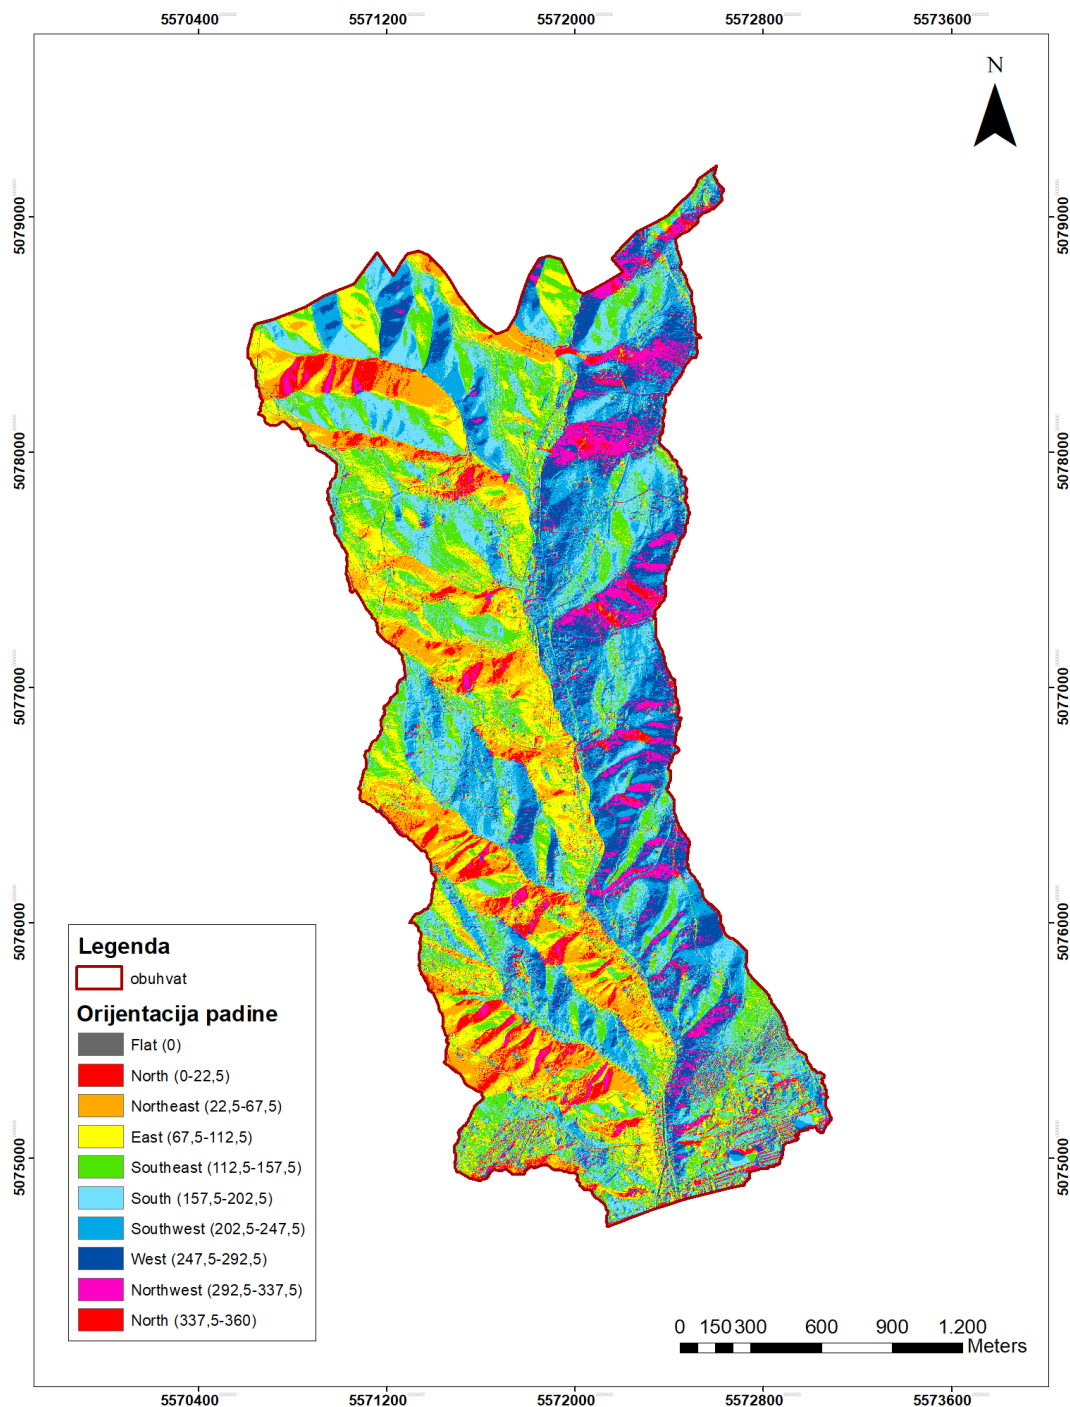 5570400 5571200 5572000 5572800 5573600
N
5079000 5079000
5078000 5078000
5077000 5077000
5076000 5076000
5075000 5075000
Legenda
obuhvat
Orijentacija padine
Flat (0)
North (0-22,5)
Northeast (22,5-67,5)
East (67,5-112,5)
Southeast (112,5-157,5)
South (157,5-202,5)
Southwest (202,5-247,5)
West (247,5-292,5)
Northwest (292,5-337,5)
North (337,5-360)
0 150 300 600 900 1.200
Meters
5570400 5571200 5572000 5572800 5573600